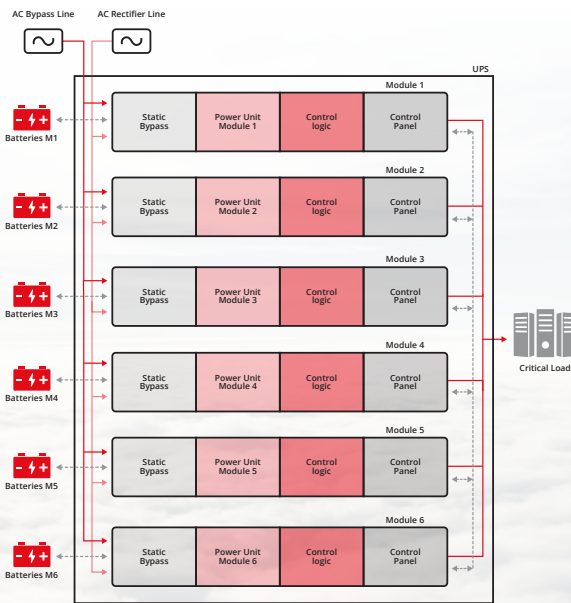 AC Bypass Line
AC Rectifier Line
UPS
Module 1
Static
Bypass
Power Unit
Module 1
Control
logic
Control
Panel
Batteries M1
Module 2
Static
Bypass
Power Unit
Module 2
Control
logic
Control
Panel
Batteries M2
Module 3
Static
Bypass
Power Unit
Module 3
Control
logic
Control
Panel
Batteries M3
Critical Load
Module 4
Static
Bypass
Power Unit
Module 4
Control
logic
Control
Panel
Batteries M4
Module 5
Static
Bypass
Power Unit
Module 5
Control
logic
Control
Panel
Batteries M5
Module 6
Static
Bypass
Power Unit
Module 6
Control
logic
Control
Panel
Batteries M6